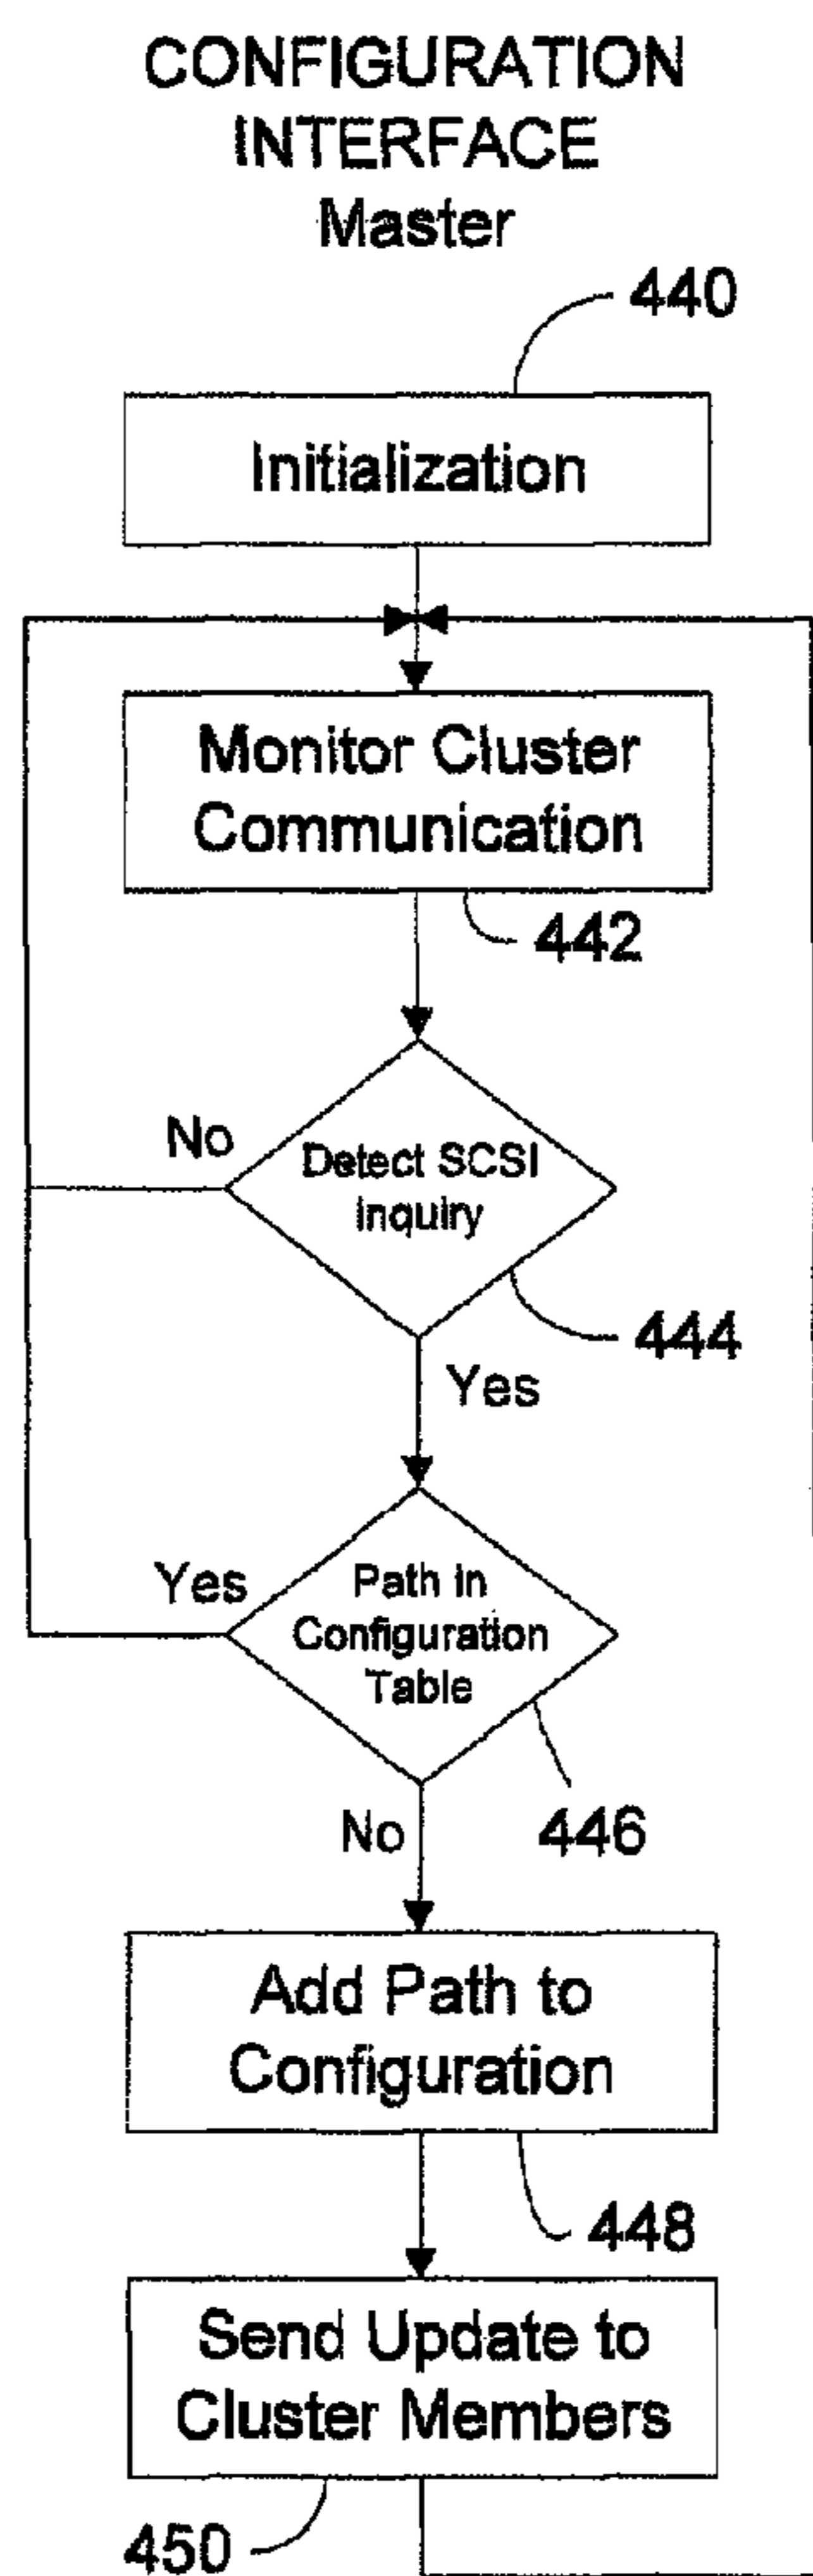 CONFIGURATION
INTERFACE
Master
440
Initialization
Monitor Cluster
Communication
442
No
Detect SCSI
Inquiry
444
Yes
Yes
Path in
Configuration
Table
No
446
Add Path to
Configuration
448
Send Update to
Cluster Members
450